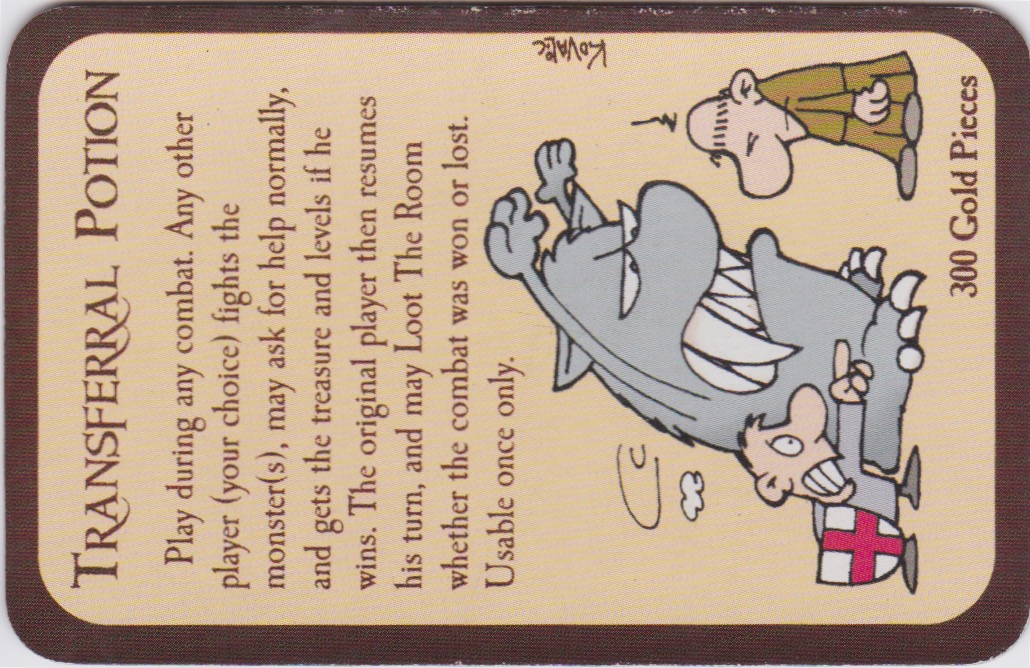 TRANSFERRAL POTION
Play during any combat. Any other
player (your choice) fights the
monster(s), may ask for help normally,
and gets the treasure and levels if he
wins. The original player then resumes
his turn, and may Loot The Room
whether the combat was won or lost.
Usable once only.
KOVALIC
300 Gold Pieces